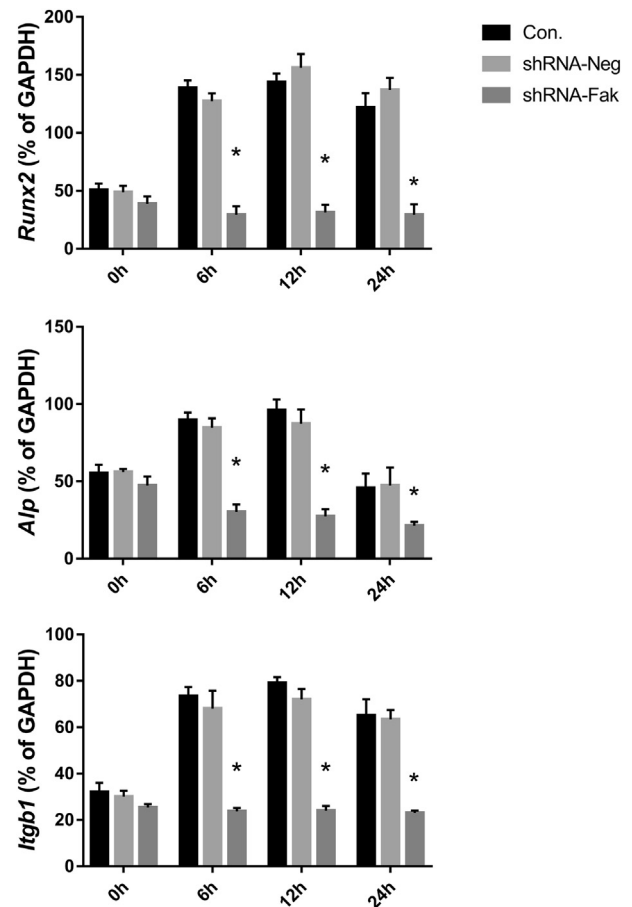 Con.
shRNA-Neg
shRNA-Fak
Runx2 (% of GAPDH)
200
150
100
50
0
* * *
0h 6h 12h 24h
Alp (% of GAPDH)
150
100
50
0
* * *
0h 6h 12h 24h
Itgb1 (% of GAPDH)
100
80
60
40
20
0
* * *
0h 6h 12h 24h